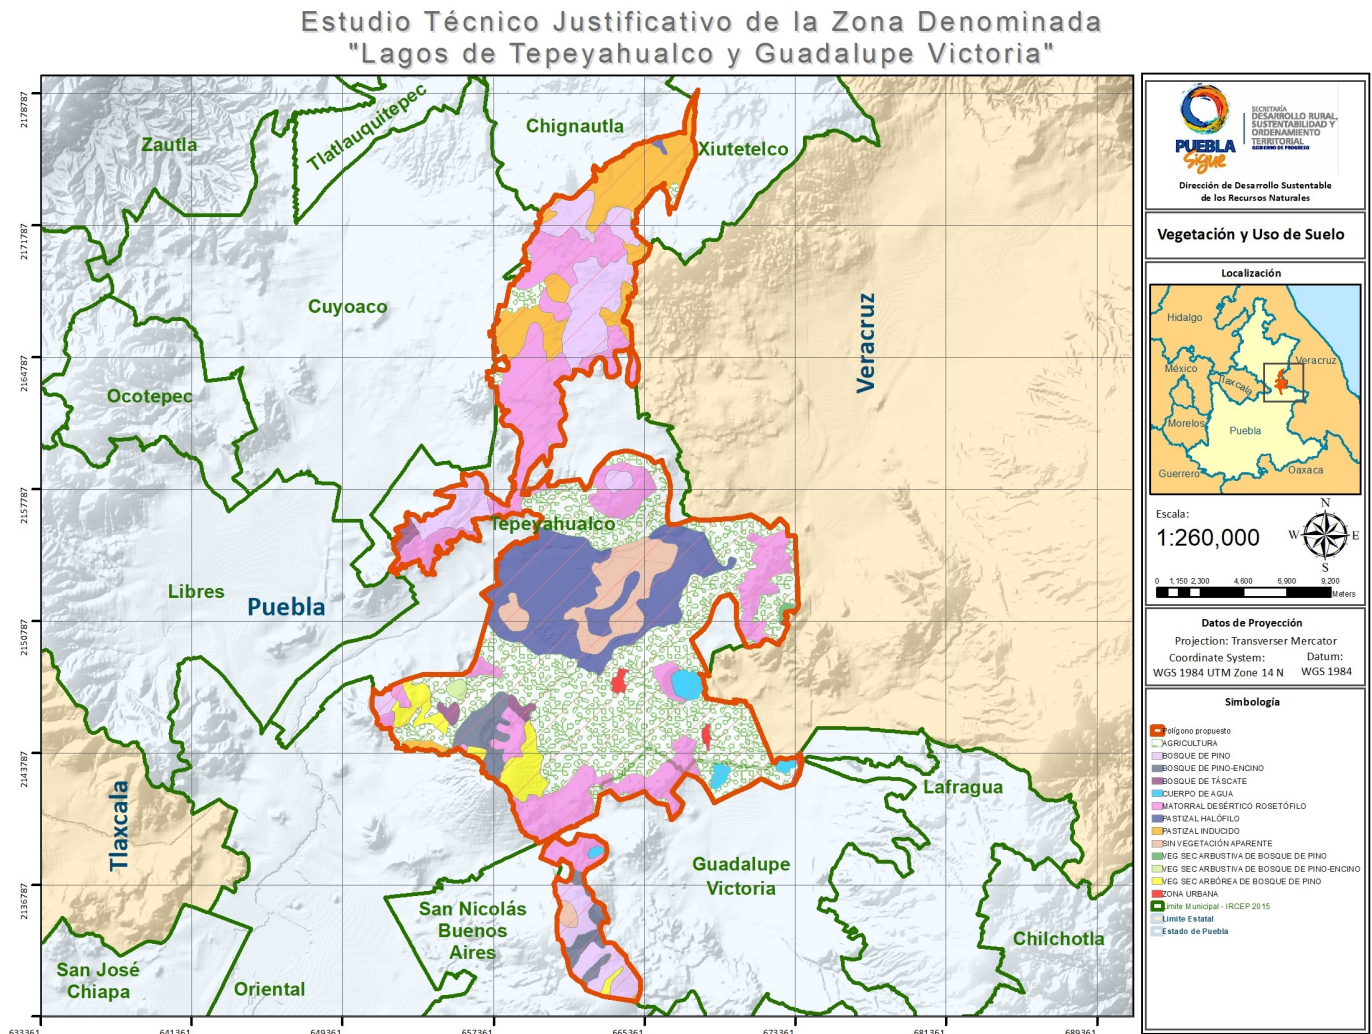 Estudio Técnico Justificativo de la Zona Denominada
"Lagos de Tepeyahualco y Guadalupe Victoria"
2178787
2171787
2164787
2157787
2150787
2143787
2136787
Zautla
Tlatlauquitepec
Chignautla
Xiutetelco
Cuyoaco
Veracruz
Ocotepec
Tepeyahualco
Libres
Puebla
Tlaxcala
Lafragua
Guadalupe
Victoria
San Nicolás
Buenos
Aires
Chilchotla
San José
Chiapa
Oriental
633361
641361
649361
657361
665361
673361
681361
689361
PUEBLA
Sigue
SECRETARÍA
DESARROLLO RURAL,
SUSTENTABILIDAD Y
ORDENAMIENTO
TERRITORIAL
GOBIERNO DE PROGRESO
Dirección de Desarrollo Sustentable
de los Recursos Naturales
Vegetación y Uso de Suelo
Localización
Hidalgo
México
Tlaxcala
Veracruz
Morelos
Puebla
Guerrero
Oaxaca
Escala:
1:260,000
N
W
E
S
0 1,150 2,300 4,600 6,900 9,200
Meters
Datos de Proyección
Projection: Transverser Mercator
Coordinate System: Datum:
WGS 1984 UTM Zone 14 N WGS 1984
Simbología
Polígono propuesto
AGRICULTURA
BOSQUE DE PINO
BOSQUE DE PINO-ENCINO
BOSQUE DE TÁSCATE
CUERPO DE AGUA
MATORRAL DESÉRTICO ROSETÓFILO
PASTIZAL HALÓFILO
PASTIZAL INDUCIDO
SIN VEGETACIÓN APARENTE
VEG SEC ARBUSTIVA DE BOSQUE DE PINO
VEG SEC ARBUSTIVA DE BOSQUE DE PINO-ENCINO
VEG SEC ARBÓREA DE BOSQUE DE PINO
ZONA URBANA
Límite Municipal - IRCEP 2015
Limite Estatal
Estado de Puebla